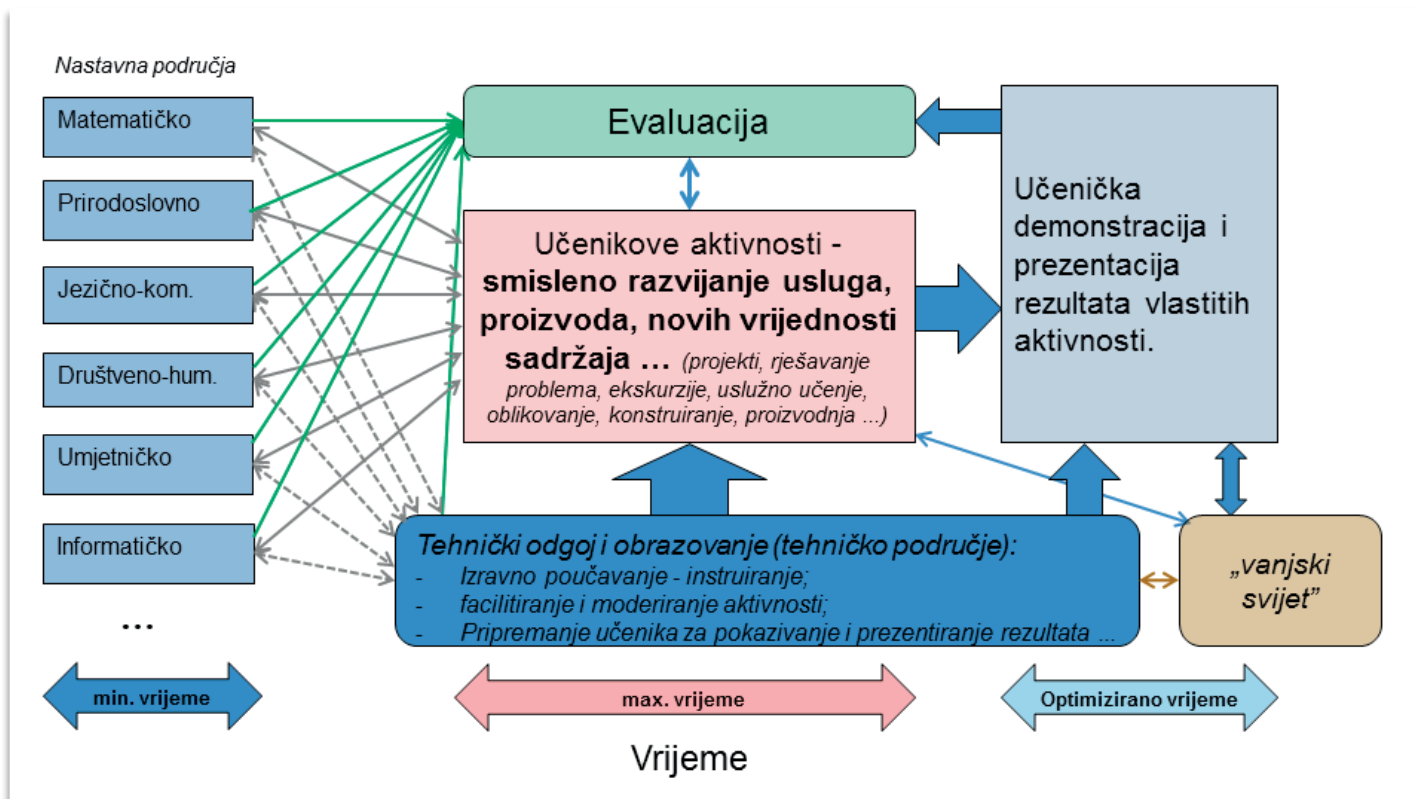 Nastavna područja
Matematičko
Prirodoslovno
Jezično-kom.
Društveno-hum.
Umjetničko
Informatičko
...
Evaluacija
Učenikove aktivnosti -
smisleno razvijanje usluga,
proizvoda, novih vrijednosti
sadržaja ... (projekti, rješavanje
problema, ekskurzije, uslužno učenje,
oblikovanje, konstruiranje, proizvodnja ...)
Učenička
demonstracija i
prezentacija
rezultata vlastitih
aktivnosti.
Tehnički odgoj i obrazovanje (tehničko područje):
- Izravno poučavanje - instruiranje;
- facilitiranje i moderiranje aktivnosti;
- Pripremanje učenika za pokazivanje i prezentiranje rezultata ...
„vanjski
svijet”
min. vrijeme
max. vrijeme
Optimizirano vrijeme
Vrijeme